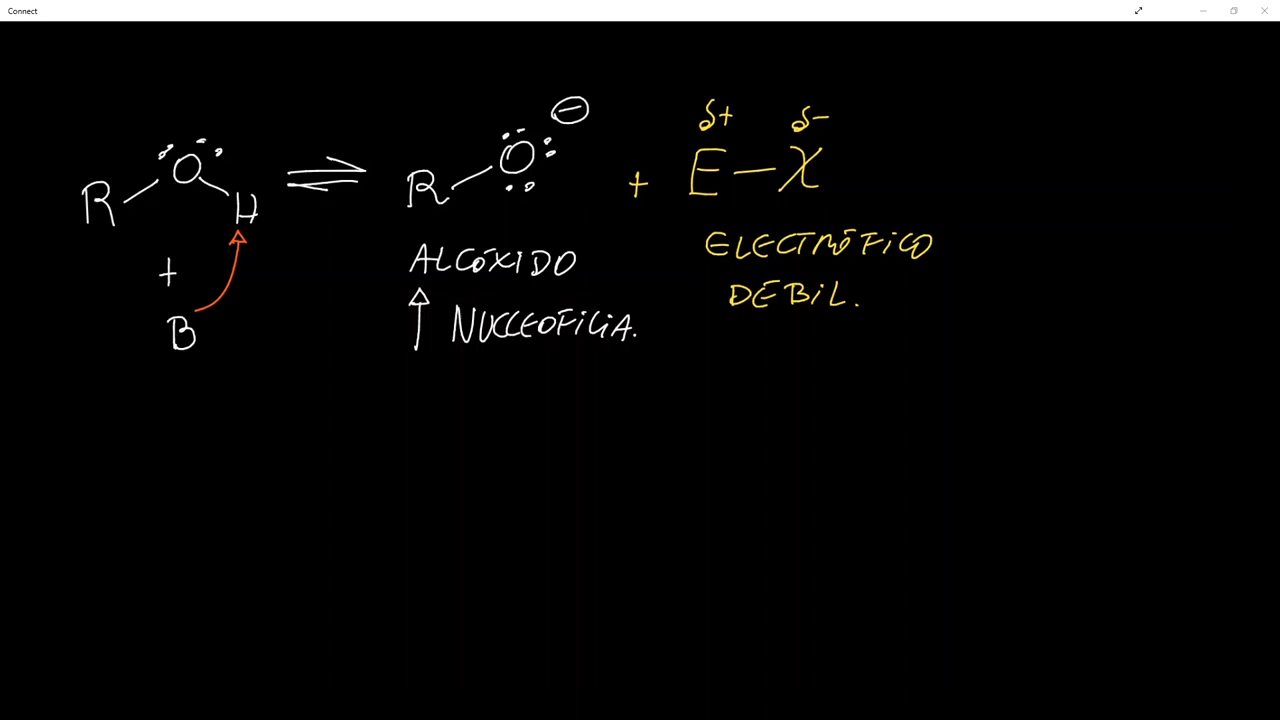 Connect
R O H ⇌ R O ⊖ + E — X
δ+ δ−
+
B
ALCÓXIDO
↑ NUCLEOFILIA.
ELECTRÓFICO
DEBIL.